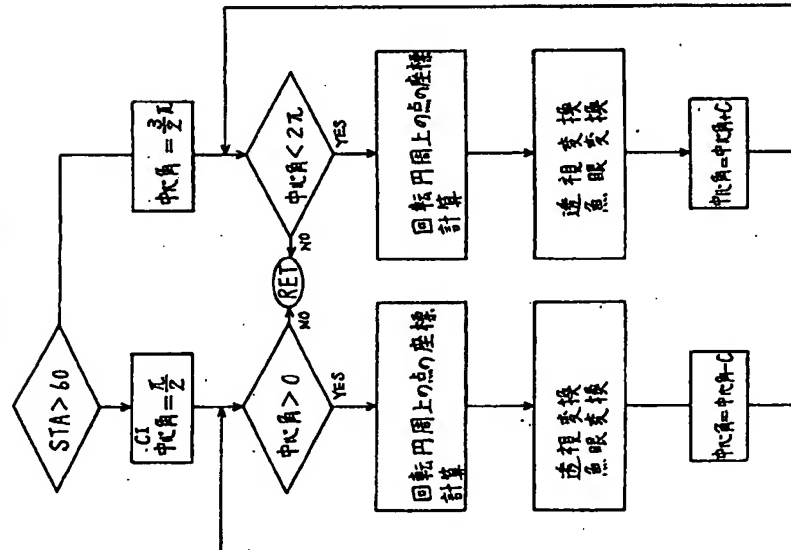 STA > 60
CI
中心角 = π/2
中心角 = 3/2 π
中心角 > 0
NO
RET
NO
中心角 < 2π
YES
YES
回転円周上の点の座標
計算
回転円周上の点の座標
計算
透視変換
魚眼変換
透視変換
魚眼変換
中心角=中心角-C
中心角=中心角+C